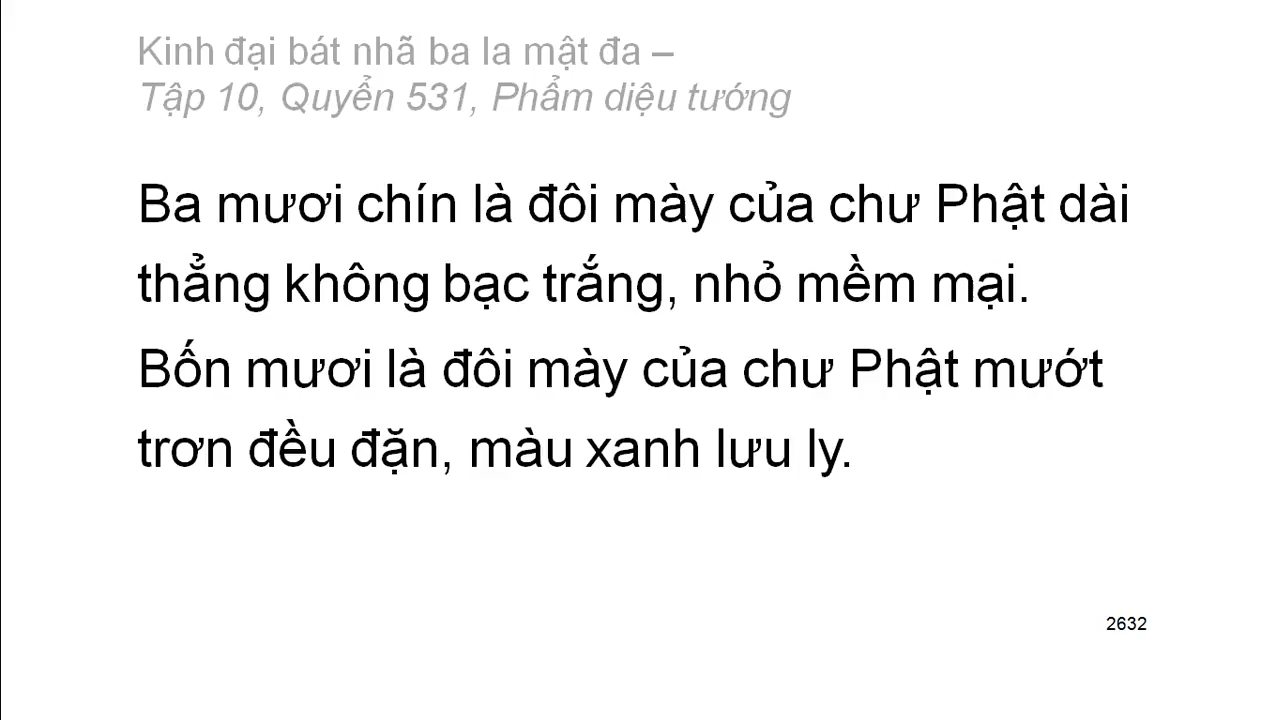 Kinh đại bát nhã ba la mật đa –
Tập 10, Quyển 531, Phẩm diệu tướng
Ba mươi chín là đôi mày của chư Phật dài
thẳng không bạc trắng, nhỏ mềm mại.
Bốn mươi là đôi mày của chư Phật mướt
trơn đều đặn, màu xanh lưu ly.
2632